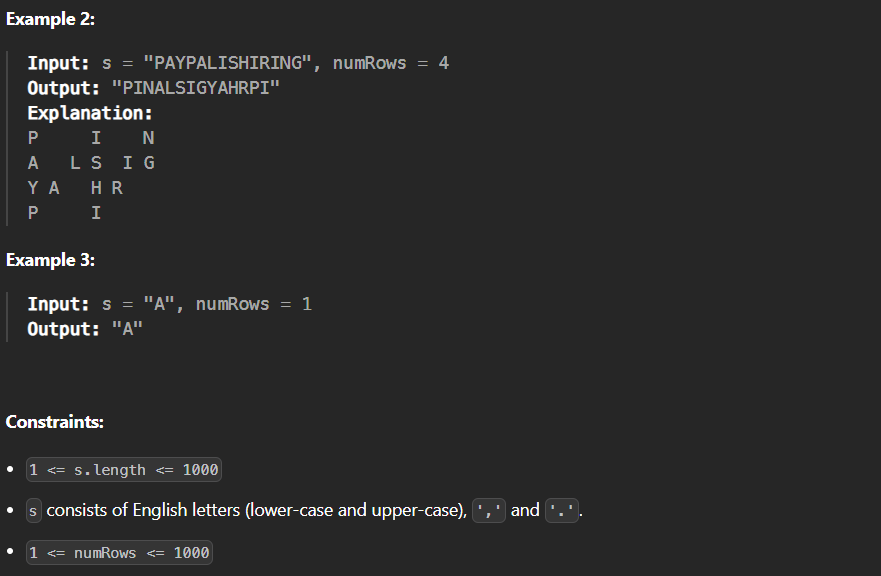 Example 2:
Input: s = "PAYPALISHIRING", numRows = 4
Output: "PINALSIGYAHRPI"
Explanation:
P     I    N
A   L S  I G
Y A   H R
P     I
Example 3:
Input: s = "A", numRows = 1
Output: "A"
Constraints:
• 1 <= s.length <= 1000
• s consists of English letters (lower-case and upper-case), ',' and '.'.
• 1 <= numRows <= 1000